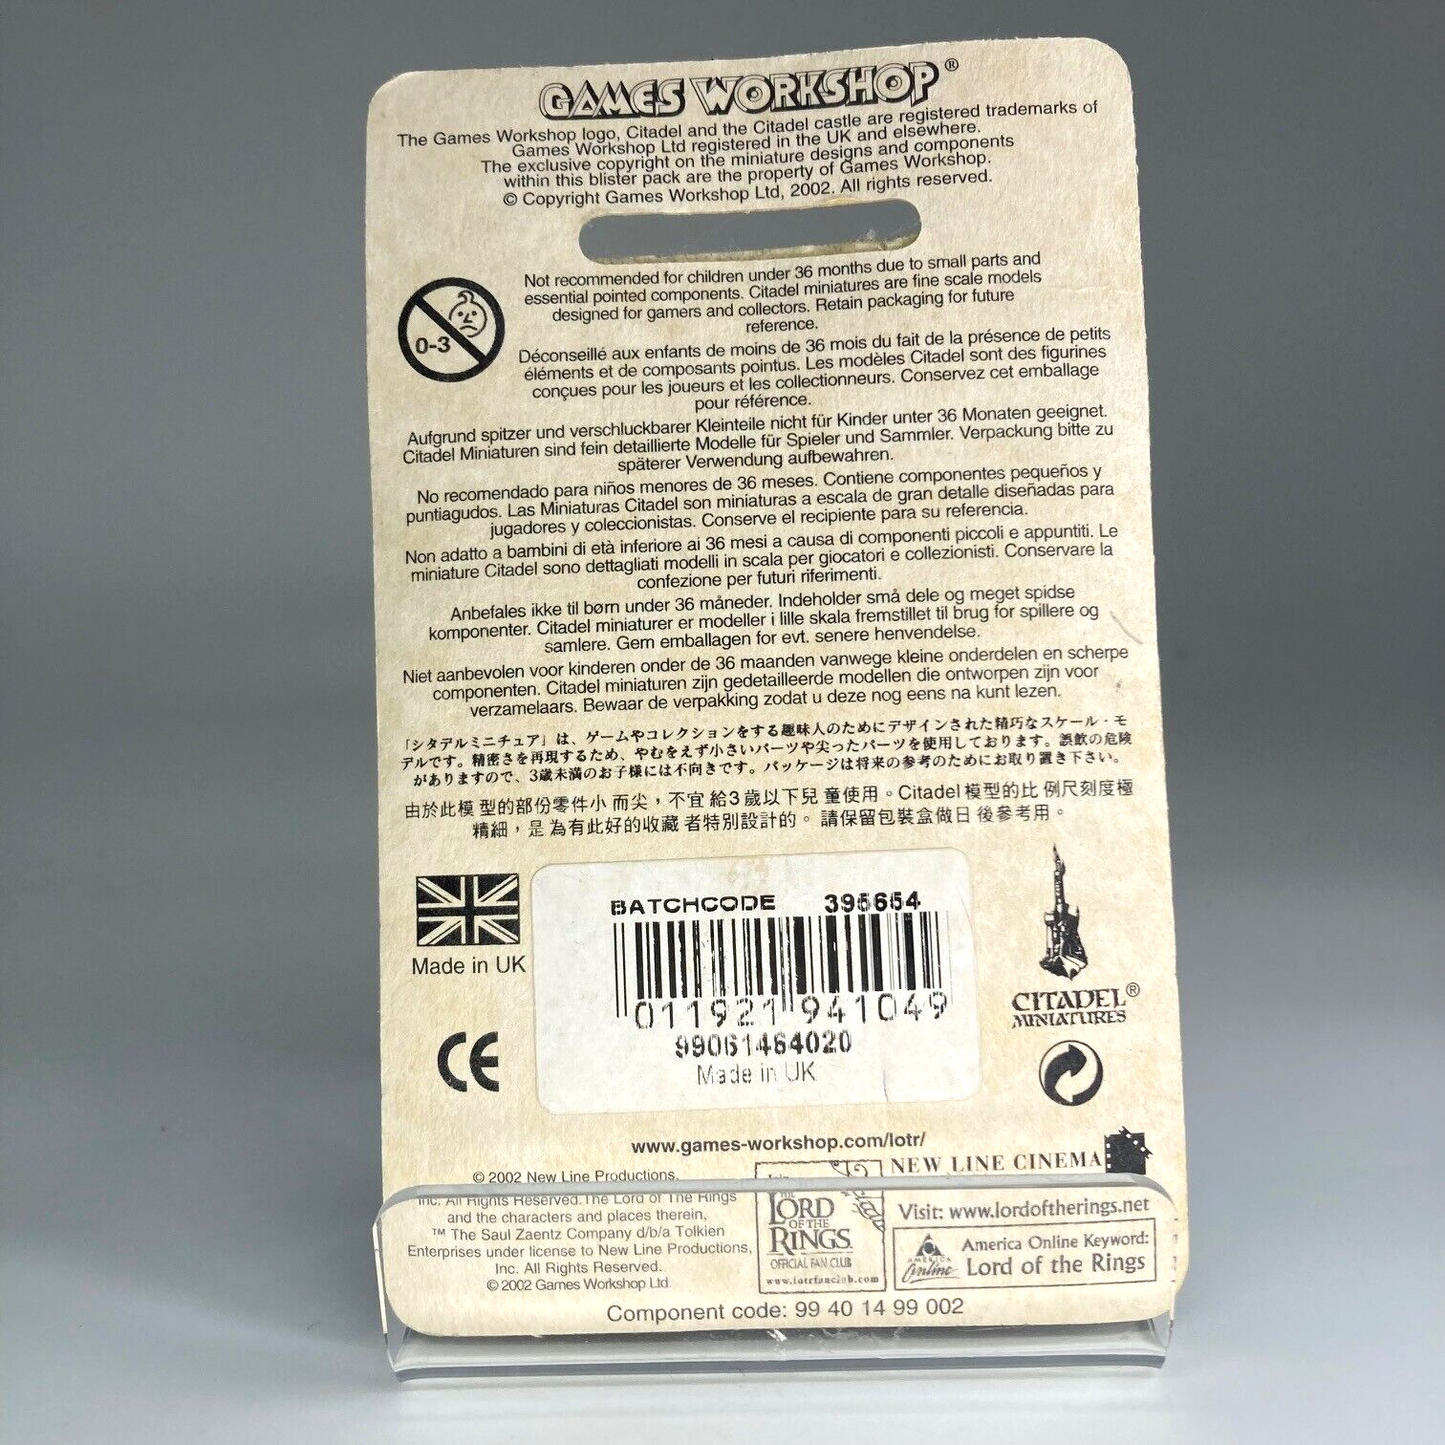 GAMES WORKSHOP®
The Games Workshop logo, Citadel and the Citadel castle are registered trademarks of
Games Workshop Ltd registered in the UK and elsewhere.
The exclusive copyright on the miniature designs and components
within this blister pack are the property of Games Workshop.
© Copyright Games Workshop Ltd, 2002. All rights reserved.
0-3
Not recommended for children under 36 months due to small parts and
essential pointed components. Citadel miniatures are fine scale models
designed for gamers and collectors. Retain packaging for future
reference.
Déconseillé aux enfants de moins de 36 mois du fait de la présence de petits
éléments et de composants pointus. Les modèles Citadel sont des figurines
conçues pour les joueurs et les collectionneurs. Conservez cet emballage
pour référence.
Aufgrund spitzer und verschluckbarer Kleinteile nicht für Kinder unter 36 Monaten geeignet.
Citadel Miniaturen sind fein detaillierte Modelle für Spieler und Sammler. Verpackung bitte zu
späterer Verwendung aufbewahren.
No recomendado para niños menores de 36 meses. Contiene componentes pequeños y
puntiagudos. Las Miniaturas Citadel son miniaturas a escala de gran detalle diseñadas para
jugadores y coleccionistas. Conserve el recipiente para su referencia.
Non adatto a bambini di età inferiore ai 36 mesi a causa di componenti piccoli e appuntiti. Le
miniature Citadel sono dettagliati modelli in scala per giocatori e collezionisti. Conservare la
confezione per futuri riferimenti.
Anbefales ikke til børn under 36 måneder. Indeholder små dele og meget spidse
komponenter. Citadel miniaturer er modeller i lille skala fremstillet til brug for spillere og
samlere. Gem emballagen for evt. senere henvendelse.
Niet aanbevolen voor kinderen onder de 36 maanden vanwege kleine onderdelen en scherpe
componenten. Citadel miniaturen zijn gedetailleerde modellen die ontworpen zijn voor
verzamelaars. Bewaar de verpakking zodat u deze nog eens na kunt lezen.
「シタデルミニチュア」は、ゲームやコレクションをする趣味人のためにデザインされた精巧なスケール・モ
デルです。精密さを再現するため、やむをえず小さいパーツや尖ったパーツを使用しております。誤飲の危険
がありますので、3歳未満のお子様には不向きです。パッケージは将来の参考のためにお取り置き下さい。
由於此模 型的部份零件小 而尖，不宜 給3 歲以下兒 童使用。Citadel 模型的比 例尺刻度極
精細，是 為有此好的收藏 者特別設計的。 請保留包裝盒做日 後參考用。
Made in UK
BATCHCODE 395654
011921 941049
99061464020
Made in UK
CITADEL®
MINIATURES
CE
www.games-workshop.com/lotr/
© 2002 New Line Productions,
Inc. All Rights Reserved. The Lord of The Rings
and the characters and places therein,
™ The Saul Zaentz Company d/b/a Tolkien
Enterprises under license to New Line Productions,
Inc. All Rights Reserved.
© 2002 Games Workshop Ltd
Join
THE
LORD
OF THE
RINGS
OFFICIAL FAN CLUB
www.lotrfanclub.com
NEW LINE CINEMA
Visit: www.lordoftherings.net
AMERICA
Online
America Online Keyword:
Lord of the Rings
Component code: 99 40 14 99 002